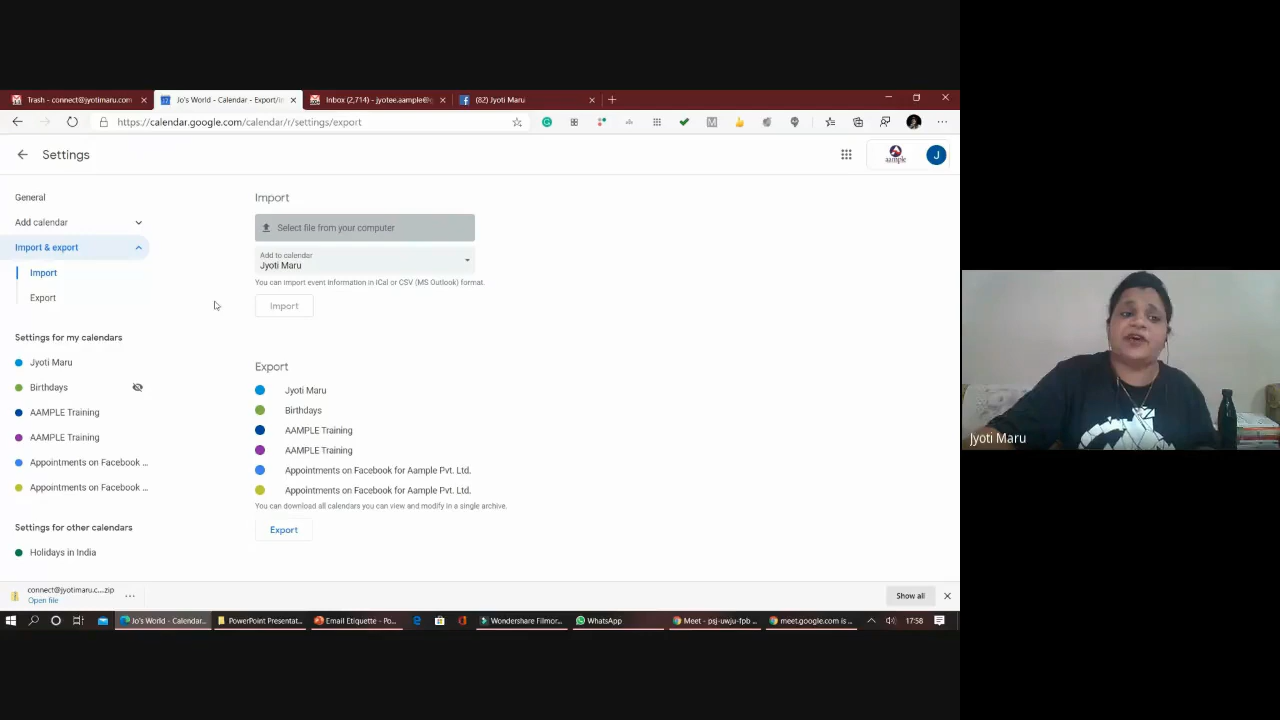 Trash - connect@jyotimaru.com
Jo's World - Calendar - Export/I
Inbox (2,714) - jyotee.aample@
(82) Jyoti Maru
https://calendar.google.com/calendar/r/settings/export
Settings
aample
J
General
Add calendar
Import & export
Import
Export
Settings for my calendars
Jyoti Maru
Birthdays
AAMPLE Training
AAMPLE Training
Appointments on Facebook ...
Appointments on Facebook ...
Settings for other calendars
Holidays in India
Import
Select file from your computer
Add to calendar
Jyoti Maru
You can import event information in iCal or CSV (MS Outlook) format.
Import
Export
Jyoti Maru
Birthdays
AAMPLE Training
AAMPLE Training
Appointments on Facebook for Aample Pvt. Ltd.
Appointments on Facebook for Aample Pvt. Ltd.
You can download all calendars you can view and modify in a single archive.
Export
Jyoti Maru
connect@jyotimaru.c....zip
Open file
Show all
Jo's World - Calendar...
PowerPoint Presentat...
Email Etiquette - Po...
Wondershare Filmor...
WhatsApp
Meet - psj-uwju-fpb ...
meet.google.com is ...
17:58